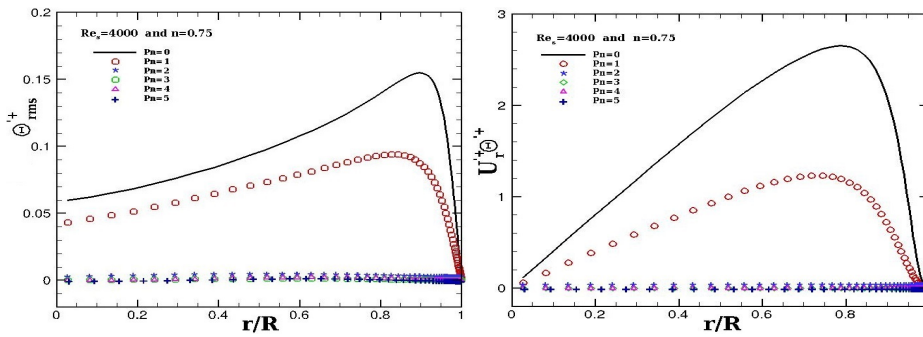 0.2
Re_s=4000 and n=0.75
Pn=0
Pn=1
Pn=2
Pn=3
Pn=4
Pn=5
0.15
0.1
0.05
0
Θ'+rms
0 0.2 0.4 0.6 0.8 1
r/R
3
Re_s=4000 and n=0.75
Pn=0
Pn=1
Pn=2
Pn=3
Pn=4
Pn=5
2
1
0
U'+rΘ'+
0 0.2 0.4 0.6 0.8
r/R